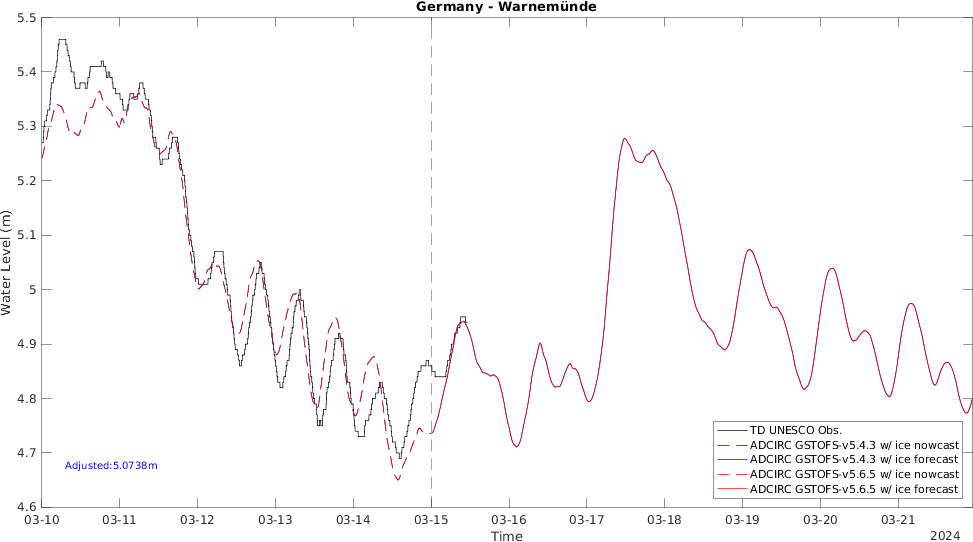 Germany - Warnemünde
5.5
5.4
5.3
5.2
5.1
5
4.9
4.8
4.7
4.6
Water Level (m)
Adjusted:5.0738m
TD UNESCO Obs.
ADCIRC GSTOFS-v5.4.3 w/ ice nowcast
ADCIRC GSTOFS-v5.4.3 w/ ice forecast
ADCIRC GSTOFS-v5.6.5 w/ ice nowcast
ADCIRC GSTOFS-v5.6.5 w/ ice forecast
03-10 03-11 03-12 03-13 03-14 03-15 03-16 03-17 03-18 03-19 03-20 03-21
Time
2024